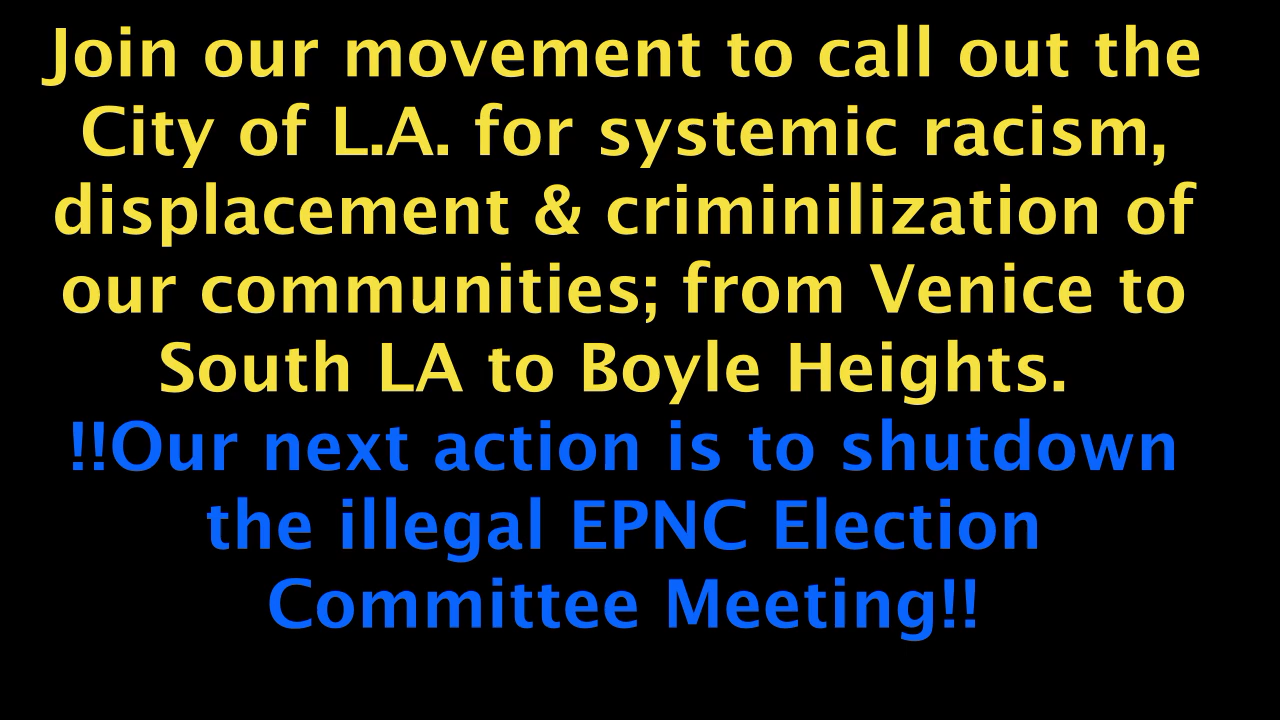 Join our movement to call out the
City of L.A. for systemic racism,
displacement & criminilization of
our communities; from Venice to
South LA to Boyle Heights.
!!Our next action is to shutdown
the illegal EPNC Election
Committee Meeting!!